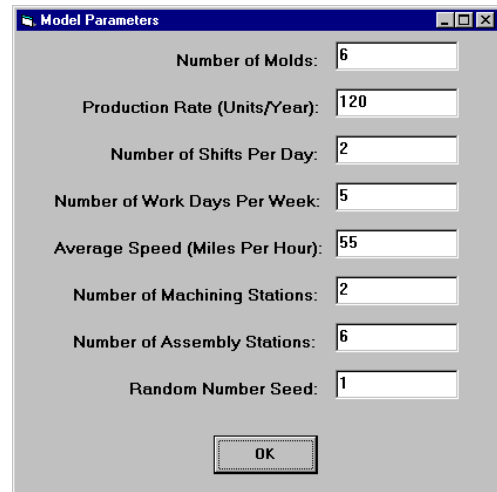 Model Parameters
Number of Molds: 6
Production Rate (Units/Year): 120
Number of Shifts Per Day: 2
Number of Work Days Per Week: 5
Average Speed (Miles Per Hour): 55
Number of Machining Stations: 2
Number of Assembly Stations: 6
Random Number Seed: 1
OK